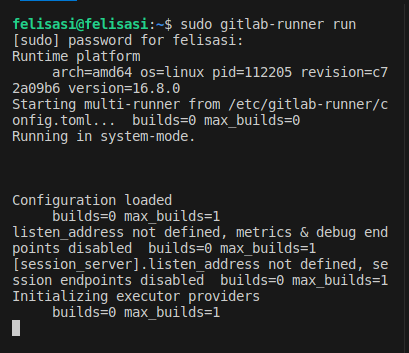 felisasi@felisasi:~$ sudo gitlab-runner run
[sudo] password for felisasi:
Runtime platform
     arch=amd64 os=linux pid=112205 revision=c7
2a09b6 version=16.8.0
Starting multi-runner from /etc/gitlab-runner/c
onfig.toml...  builds=0 max_builds=0
Running in system-mode.
Configuration loaded
     builds=0 max_builds=1
listen_address not defined, metrics & debug end
points disabled  builds=0 max_builds=1
[session_server].listen_address not defined, se
ssion endpoints disabled  builds=0 max_builds=1
Initializing executor providers
     builds=0 max_builds=1